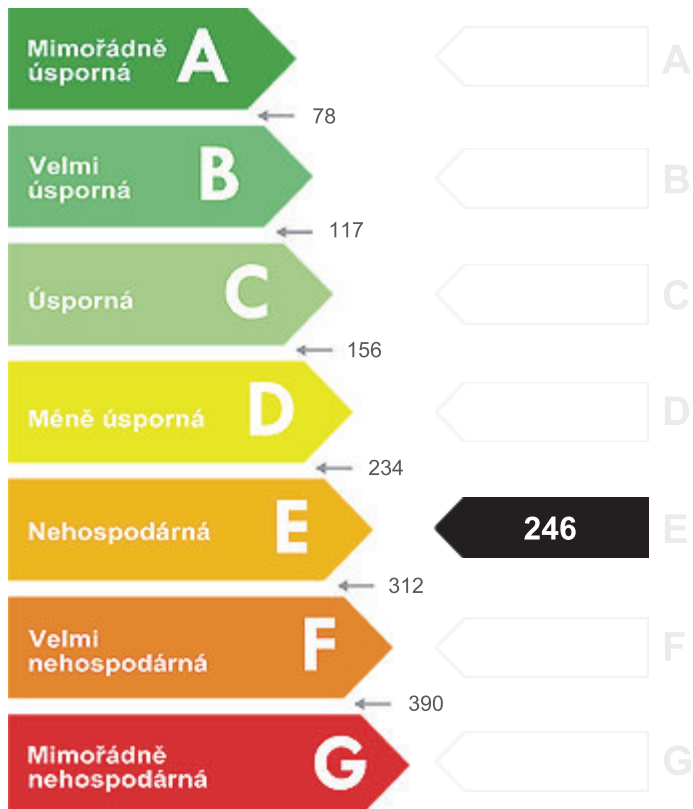 Mimořádně
úsporná
A
A
78
Velmi
úsporná
B
B
117
Úsporná
C
C
156
Méně úsporná
D
D
234
Nehospodárná
E
246
E
312
Velmi
nehospodárná
F
F
390
Mimořádně
nehospodárná
G
G